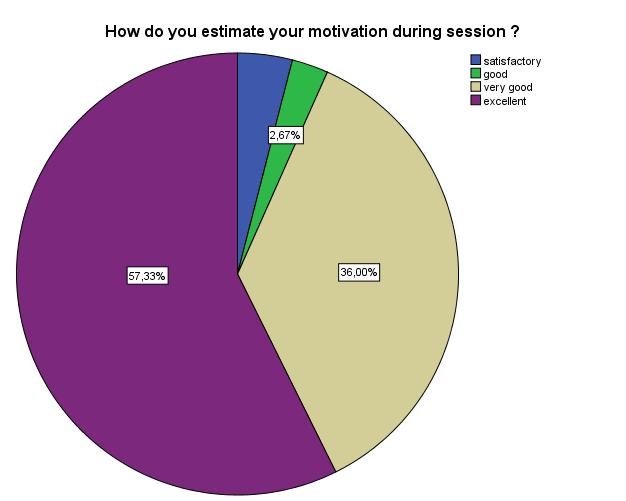 How do you estimate your motivation during session ?
satisfactory
good
very good
excellent
2,67%
36,00%
57,33%